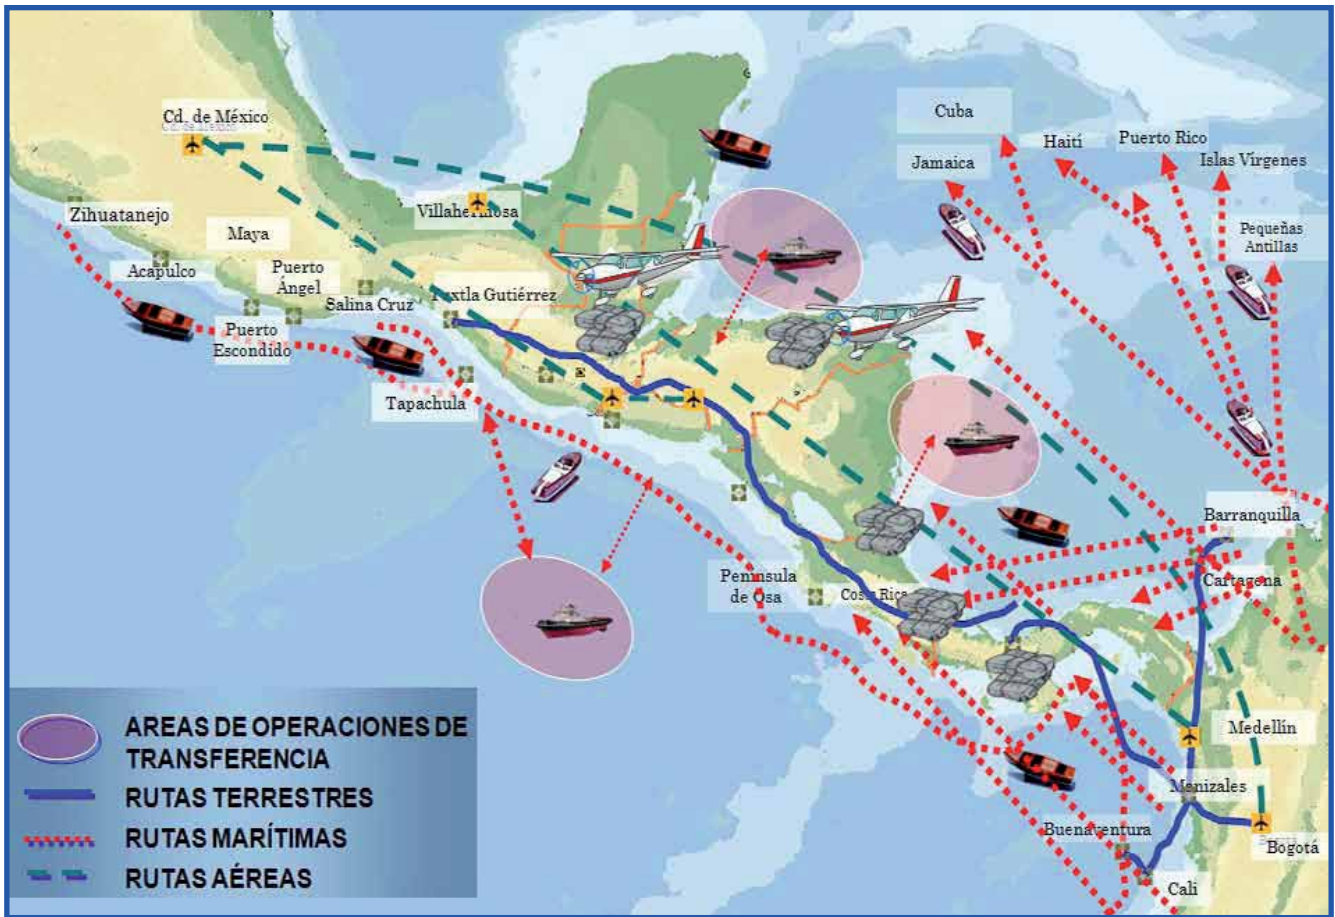 Cd. de México
Cuba
Haití
Puerto Rico
Jamaica
Islas Vírgenes
Villahermosa
Zihuatanejo
Maya
Pequeñas
Antillas
Acapulco
Puerto
Ángel
Salina Cruz
Tuxtla Gutiérrez
Puerto
Escondido
Tapachula
Barranquilla
Península
de Osa
Costa Rica
Cartagena
Medellín
Manizales
Buenaventura
Bogotá
Cali
AREAS DE OPERACIONES DE
TRANSFERENCIA
RUTAS TERRESTRES
RUTAS MARÍTIMAS
RUTAS AÉREAS